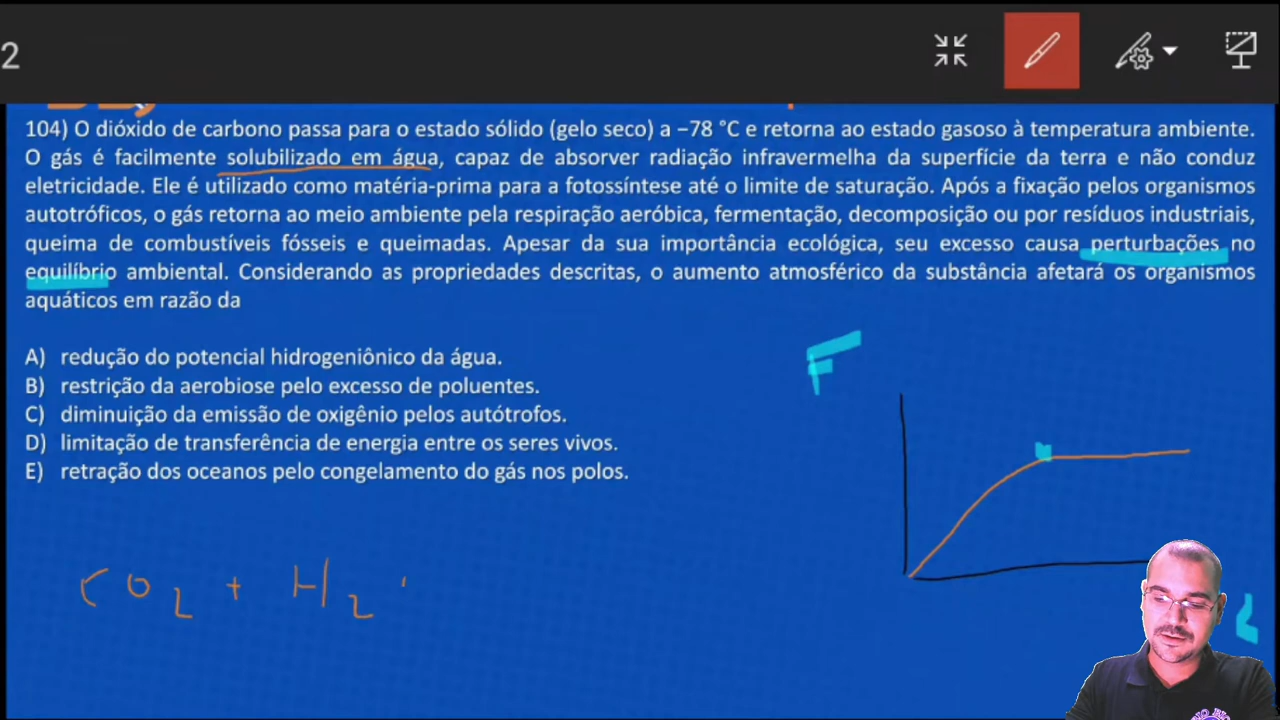 2
104) O dióxido de carbono passa para o estado sólido (gelo seco) a −78 °C e retorna ao estado gasoso à temperatura ambiente.
O gás é facilmente solubilizado em água, capaz de absorver radiação infravermelha da superfície da terra e não conduz
eletricidade. Ele é utilizado como matéria-prima para a fotossíntese até o limite de saturação. Após a fixação pelos organismos
autotróficos, o gás retorna ao meio ambiente pela respiração aeróbica, fermentação, decomposição ou por resíduos industriais,
queima de combustíveis fósseis e queimadas. Apesar da sua importância ecológica, seu excesso causa perturbações no
equilíbrio ambiental. Considerando as propriedades descritas, o aumento atmosférico da substância afetará os organismos
aquáticos em razão da
A) redução do potencial hidrogeniônico da água.
B) restrição da aerobiose pelo excesso de poluentes.
C) diminuição da emissão de oxigênio pelos autótrofos.
D) limitação de transferência de energia entre os seres vivos.
E) retração dos oceanos pelo congelamento do gás nos polos.
F
CO2 + H2